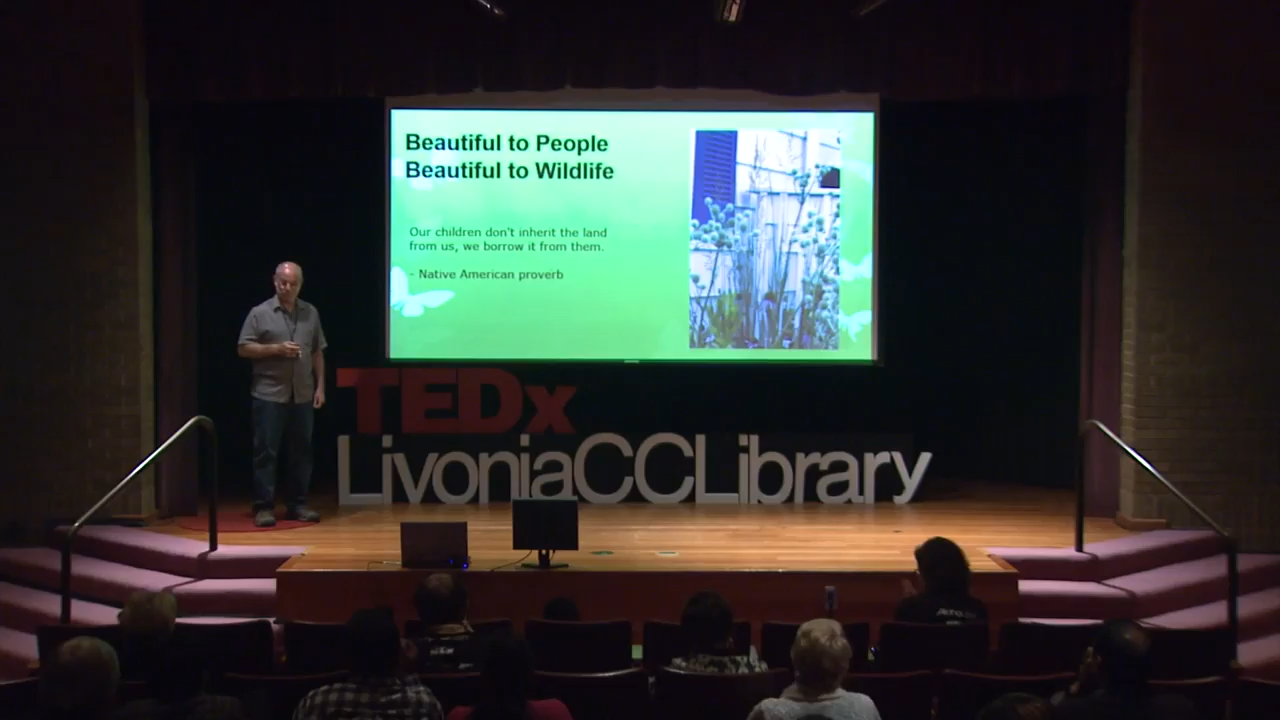 Beautiful to People
Beautiful to Wildlife
Our children don't inherit the land
from us, we borrow it from them.
- Native American proverb
TEDx
LivoniaCCLibrary